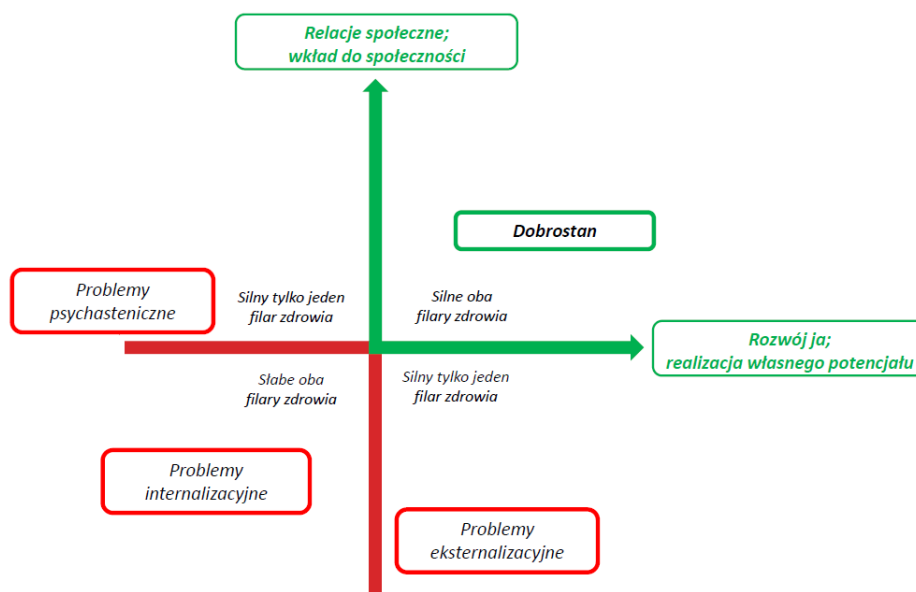 Relacje społeczne;
wkład do społeczności
Dobrostan
Problemy
psychasteniczne
Silny tylko jeden
filar zdrowia
Silne oba
filary zdrowia
Rozwój ja;
realizacja własnego potencjału
Słabe oba
filary zdrowia
Silny tylko jeden
filar zdrowia
Problemy
internalizacyjne
Problemy
eksternalizacyjne